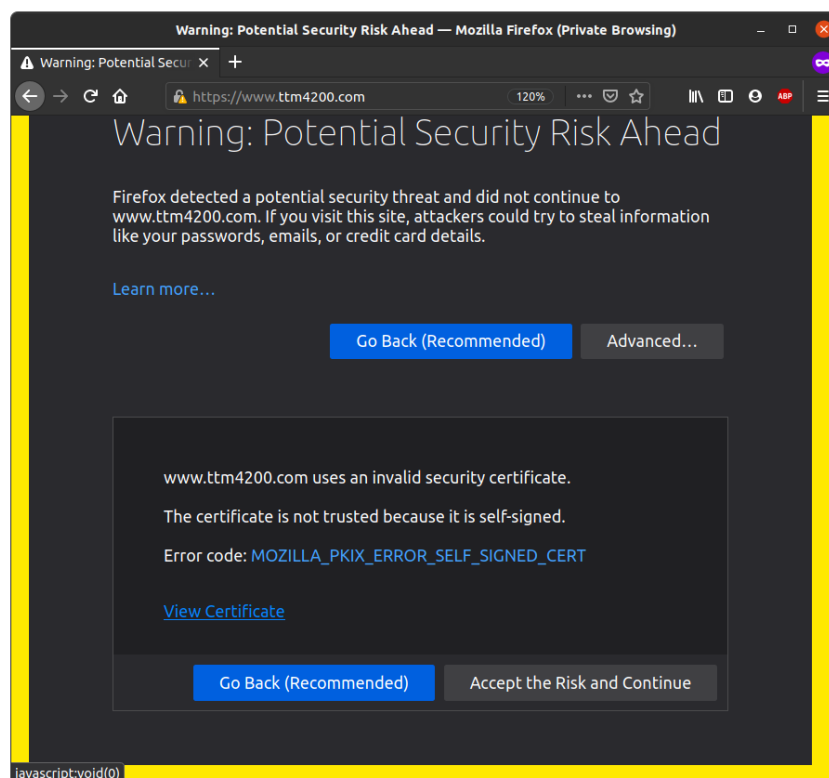 Warning: Potential Security Risk Ahead — Mozilla Firefox (Private Browsing)
Warning: Potential Secur
https://www.ttm4200.com 120%
ABP
Warning: Potential Security Risk Ahead
Firefox detected a potential security threat and did not continue to
www.ttm4200.com. If you visit this site, attackers could try to steal information
like your passwords, emails, or credit card details.
Learn more…
Go Back (Recommended) Advanced…
www.ttm4200.com uses an invalid security certificate.
The certificate is not trusted because it is self-signed.
Error code: MOZILLA_PKIX_ERROR_SELF_SIGNED_CERT
View Certificate
Go Back (Recommended) Accept the Risk and Continue
javascript:void(0)